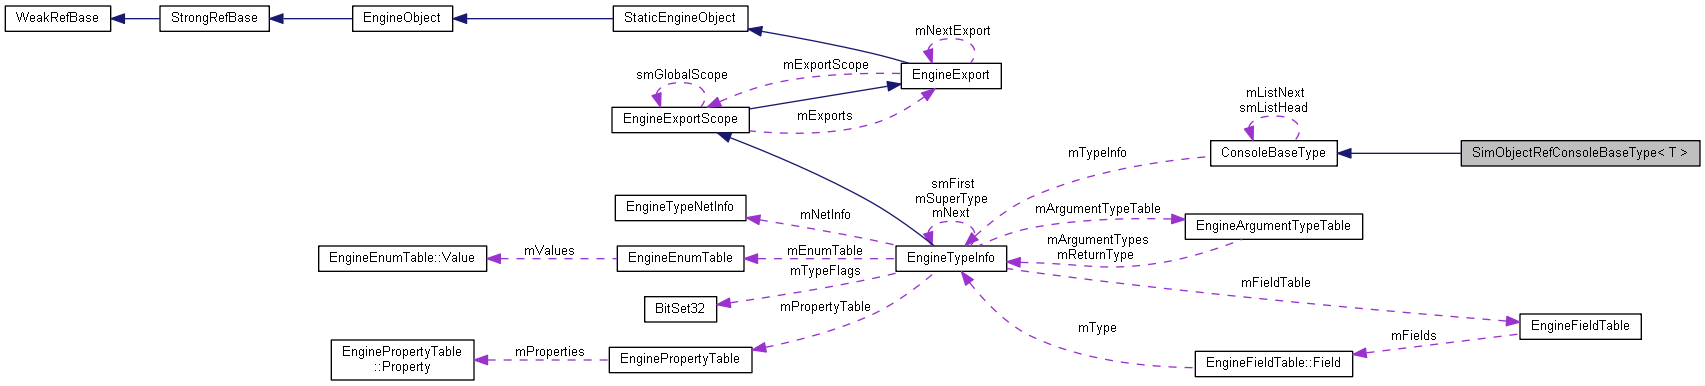 WeakRefBase
StrongRefBase
EngineObject
StaticEngineObject
mNextExport
EngineExport
mExportScope
smGlobalScope
EngineExportScope
mExports
mListNext
smListHead
ConsoleBaseType
SimObjectRefConsoleBaseType< T >
mTypeInfo
smFirst
mSuperType
mNext
EngineTypeNetInfo
mNetInfo
mArgumentTypeTable
EngineArgumentTypeTable
mArgumentTypes
mReturnType
EngineEnumTable::Value
mValues
EngineEnumTable
mEnumTable
EngineTypeInfo
mTypeFlags
BitSet32
mPropertyTable
mFieldTable
EngineFieldTable
mType
mFields
EnginePropertyTable
::Property
mProperties
EnginePropertyTable
EngineFieldTable::Field